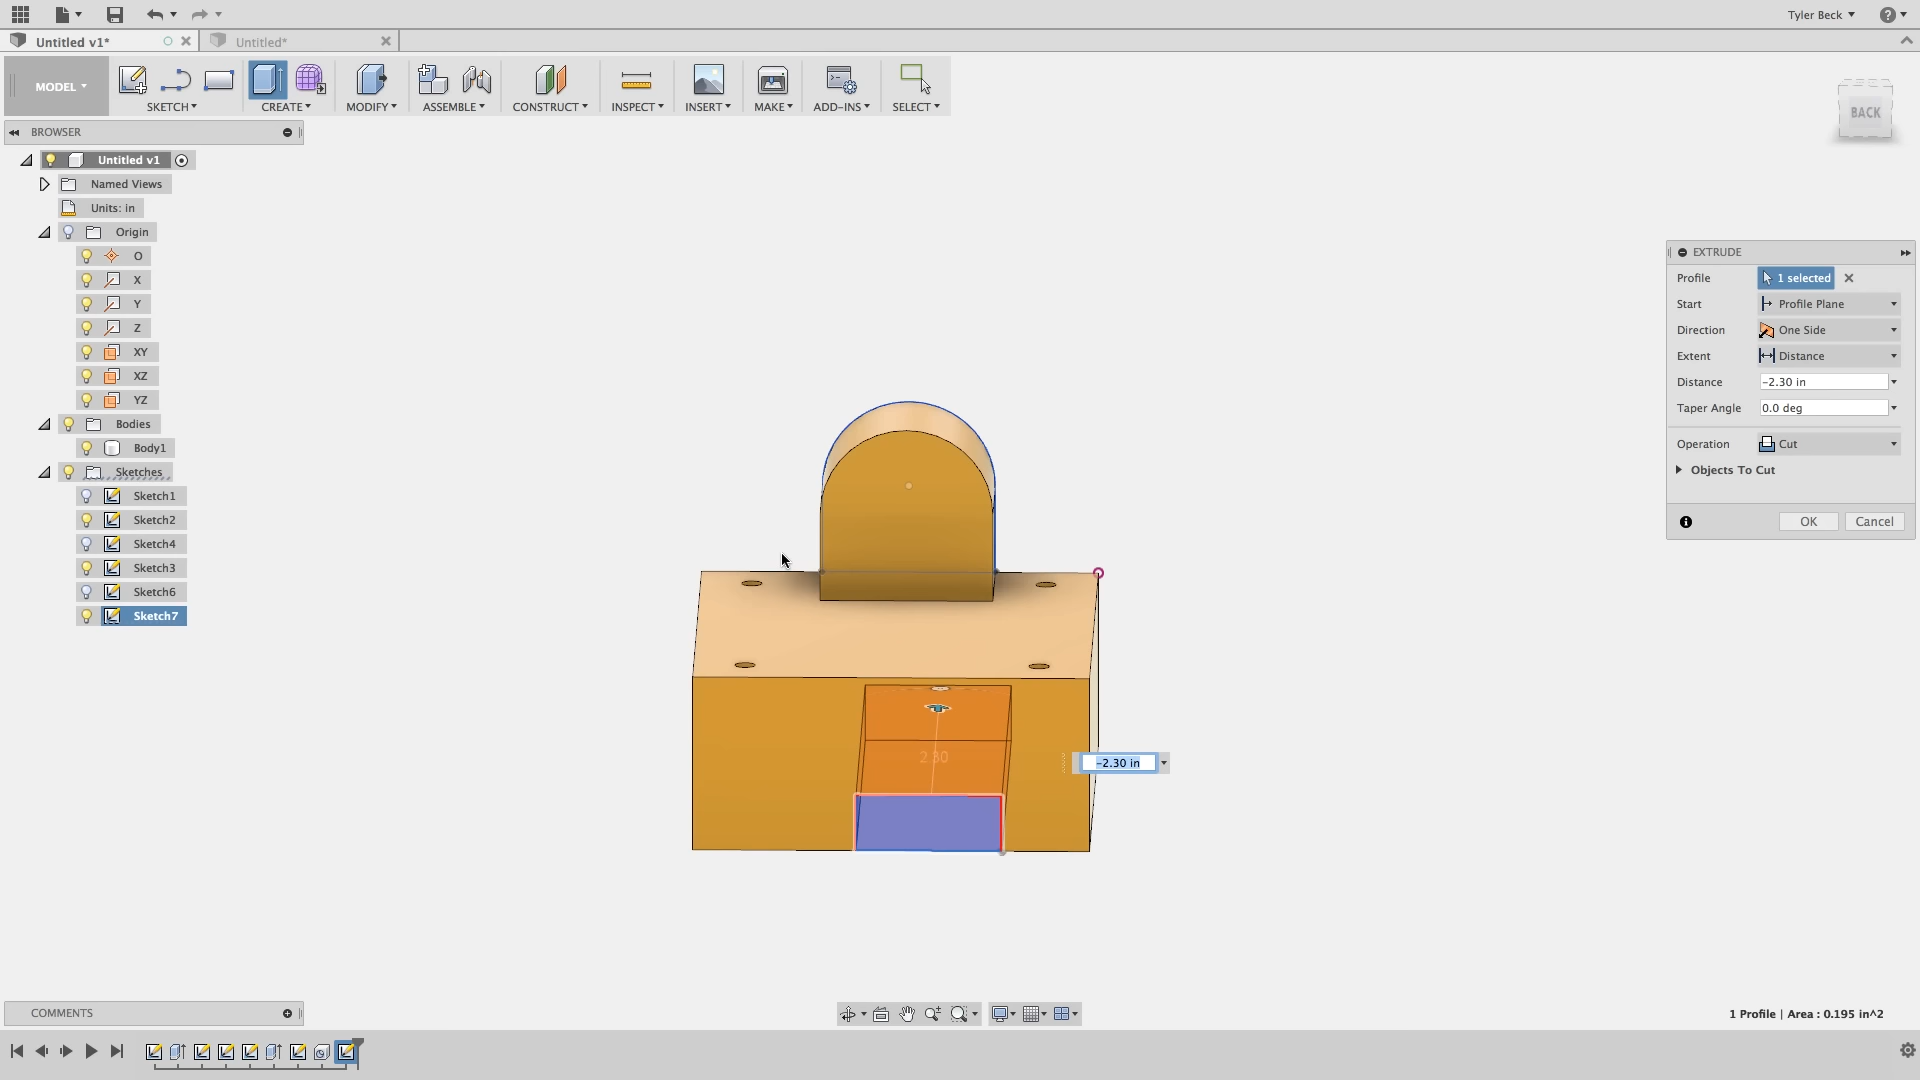 Tyler Beck
?
Untitled v1*
Untitled*
MODEL
SKETCH
CREATE
MODIFY
ASSEMBLE
CONSTRUCT
INSPECT
INSERT
MAKE
ADD-INS
SELECT
BACK
BROWSER
Untitled v1
Named Views
Units: in
Origin
O
X
Y
Z
XY
XZ
YZ
Bodies
Body1
Sketches
Sketch1
Sketch2
Sketch4
Sketch3
Sketch6
Sketch7
EXTRUDE
Profile 1 selected
Start Profile Plane
Direction One Side
Extent Distance
Distance -2.30 in
Taper Angle 0.0 deg
Operation Cut
Objects To Cut
OK Cancel
2.30
-2.30 in
COMMENTS
1 Profile | Area : 0.195 in^2